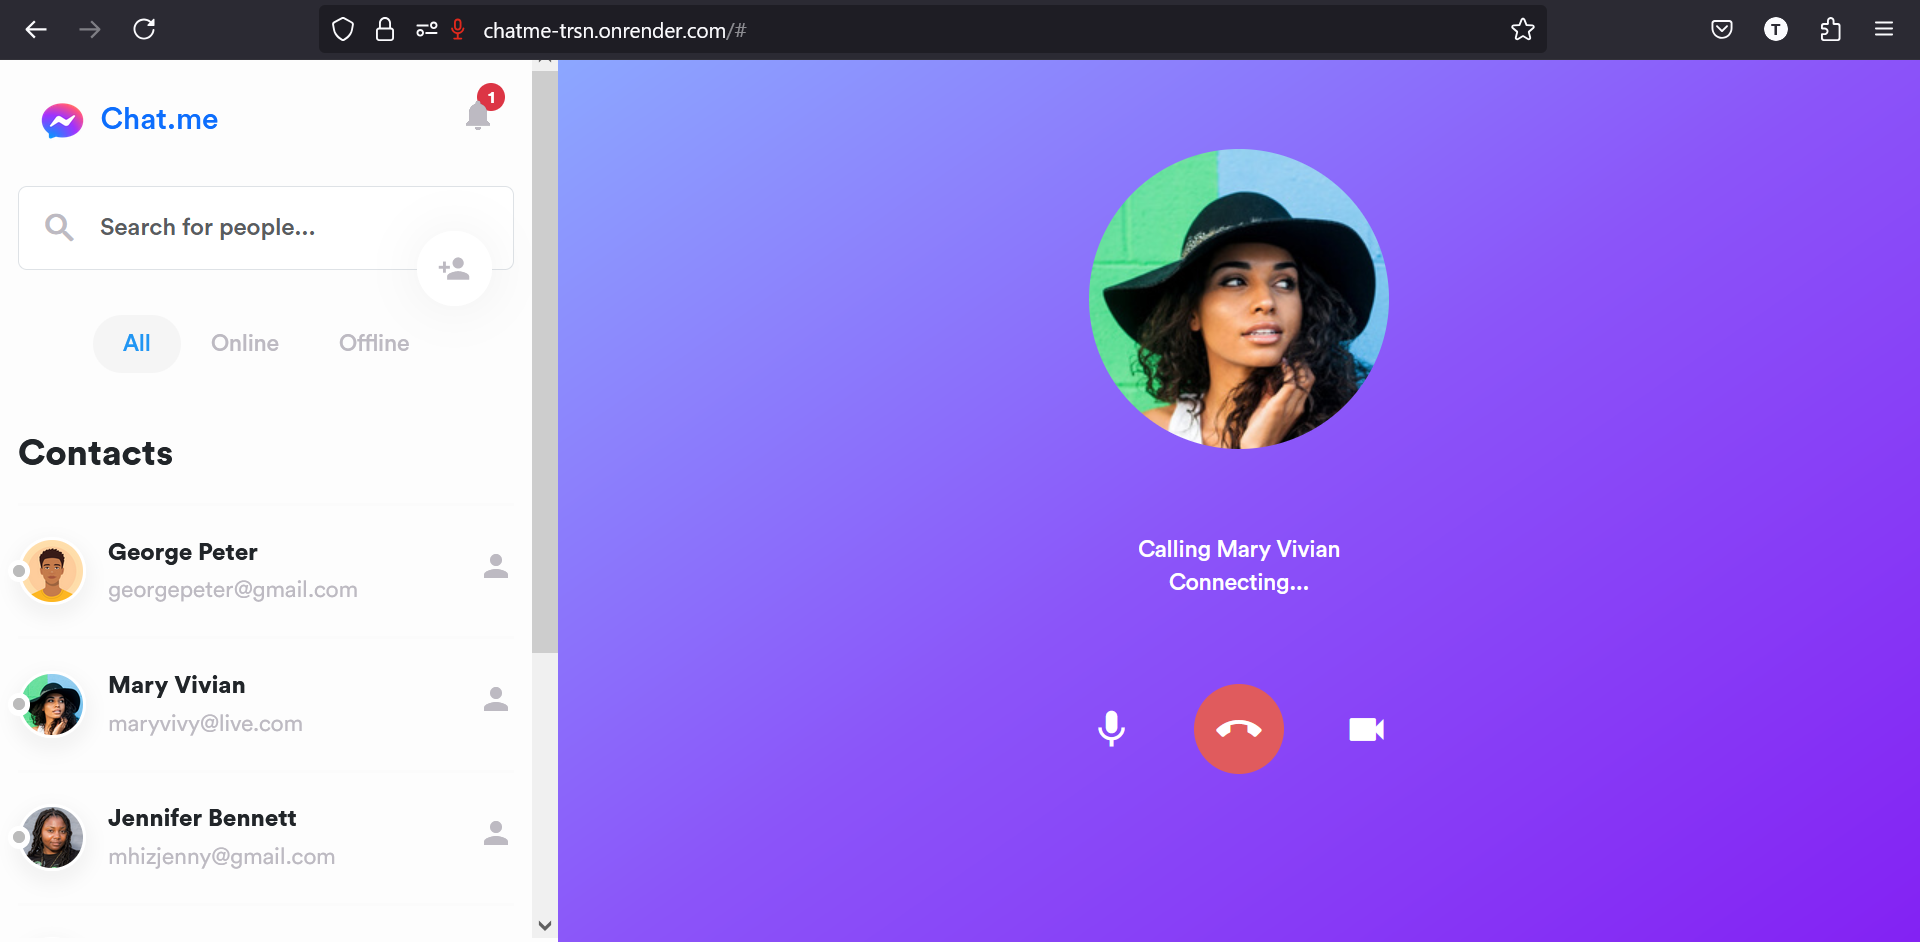 chatme-trsn.onrender.com/#
T
Chat.me
1
Search for people...
All
Online
Offline
Contacts
George Peter
georgepeter@gmail.com
Mary Vivian
maryvivy@live.com
Jennifer Bennett
mhizjenny@gmail.com
Calling Mary Vivian
Connecting...